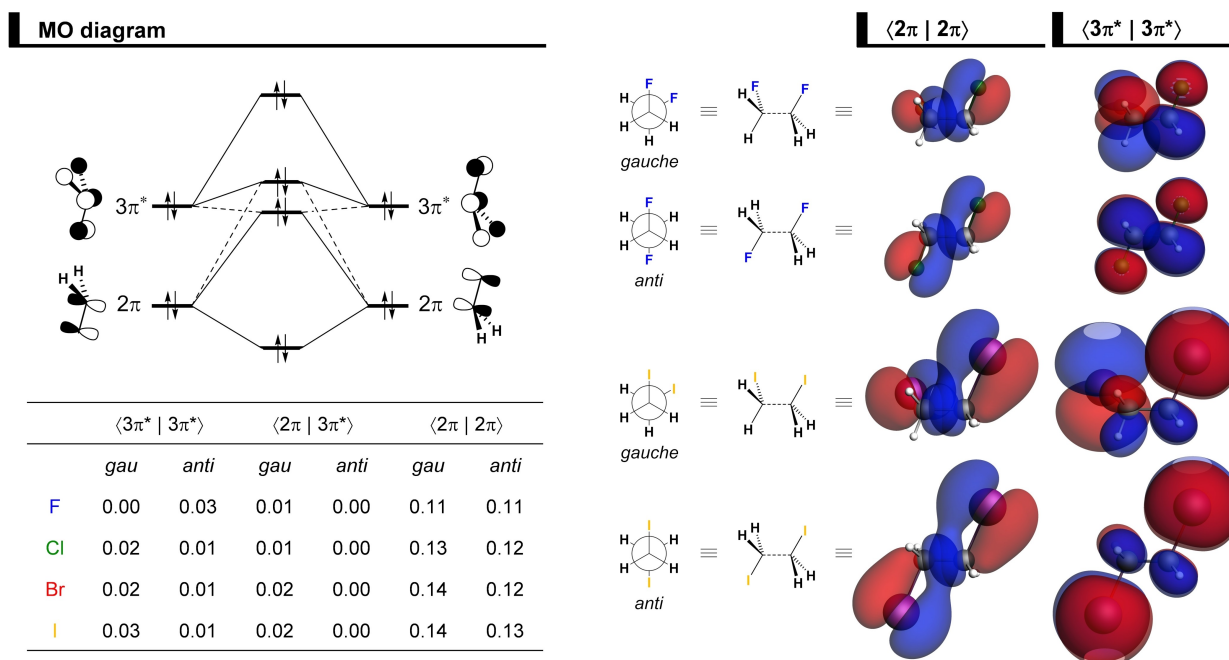 MO diagram
3π* 3π*
H
H
2π 2π
H
H
⟨3π* | 3π*⟩ ⟨2π | 3π*⟩ ⟨2π | 2π⟩
gau anti gau anti gau anti
F 0.00 0.03 0.01 0.00 0.11 0.11
Cl 0.02 0.01 0.01 0.00 0.13 0.12
Br 0.02 0.01 0.02 0.00 0.14 0.12
I 0.03 0.01 0.02 0.00 0.14 0.13
⟨2π | 2π⟩ ⟨3π* | 3π*⟩
F
H F
H H
H
≡
F F
H
H H
H
≡
gauche
F
H H
H H
F
≡
H F
H
H
F H
≡
anti
I
H I
H H
H
≡
I I
H
H H
H
≡
gauche
I
H H
H H
I
≡
H I
H
H
I H
≡
anti